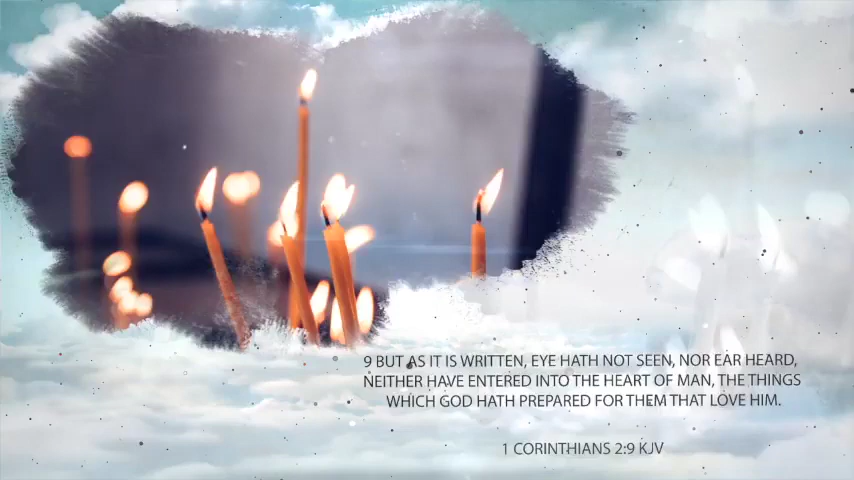 9 BUT AS IT IS WRITTEN, EYE HATH NOT SEEN, NOR EAR HEARD,
NEITHER HAVE ENTERED INTO THE HEART OF MAN, THE THINGS
WHICH GOD HATH PREPARED FOR THEM THAT LOVE HIM.
1 CORINTHIANS 2:9 KJV